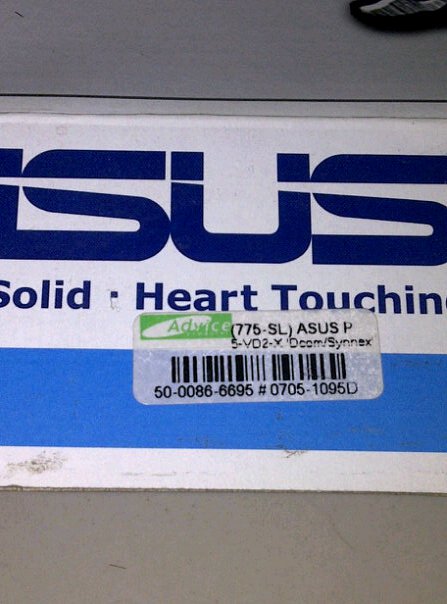 ASUS
Solid · Heart Touching
Advice (775-SL) ASUS P
5-VD2-X 'Dcom/Synnex
50-0086-6695 # 0705-1095D